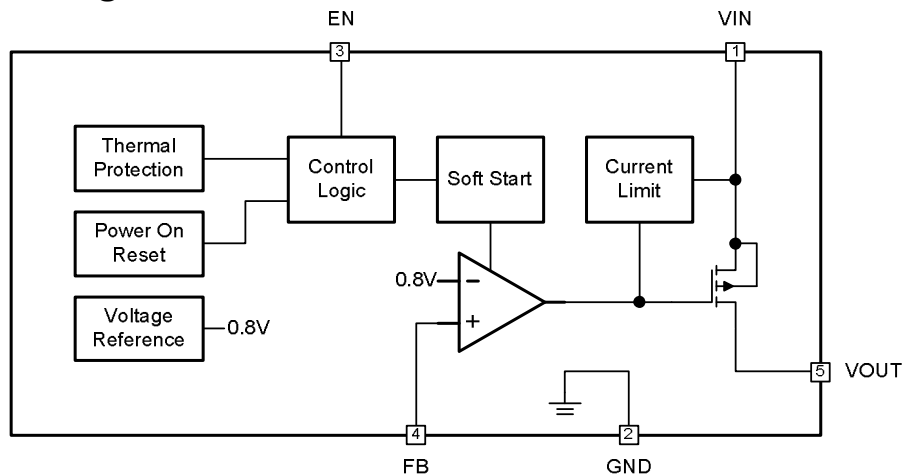 EN
VIN
3
1
Thermal
Protection
Control
Logic
Soft Start
Current
Limit
Power On
Reset
0.8V
−
+
Voltage
Reference
0.8V
5
VOUT
4
2
FB
GND